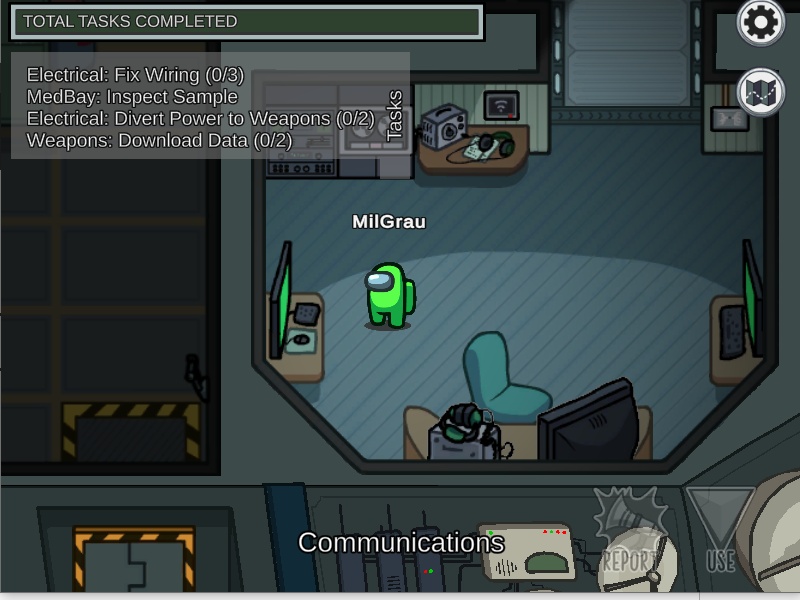 TOTAL TASKS COMPLETED
Electrical: Fix Wiring (0/3)
MedBay: Inspect Sample
Electrical: Divert Power to Weapons (0/2)
Weapons: Download Data (0/2)
Tasks
MilGrau
Communications
REPORT
USE